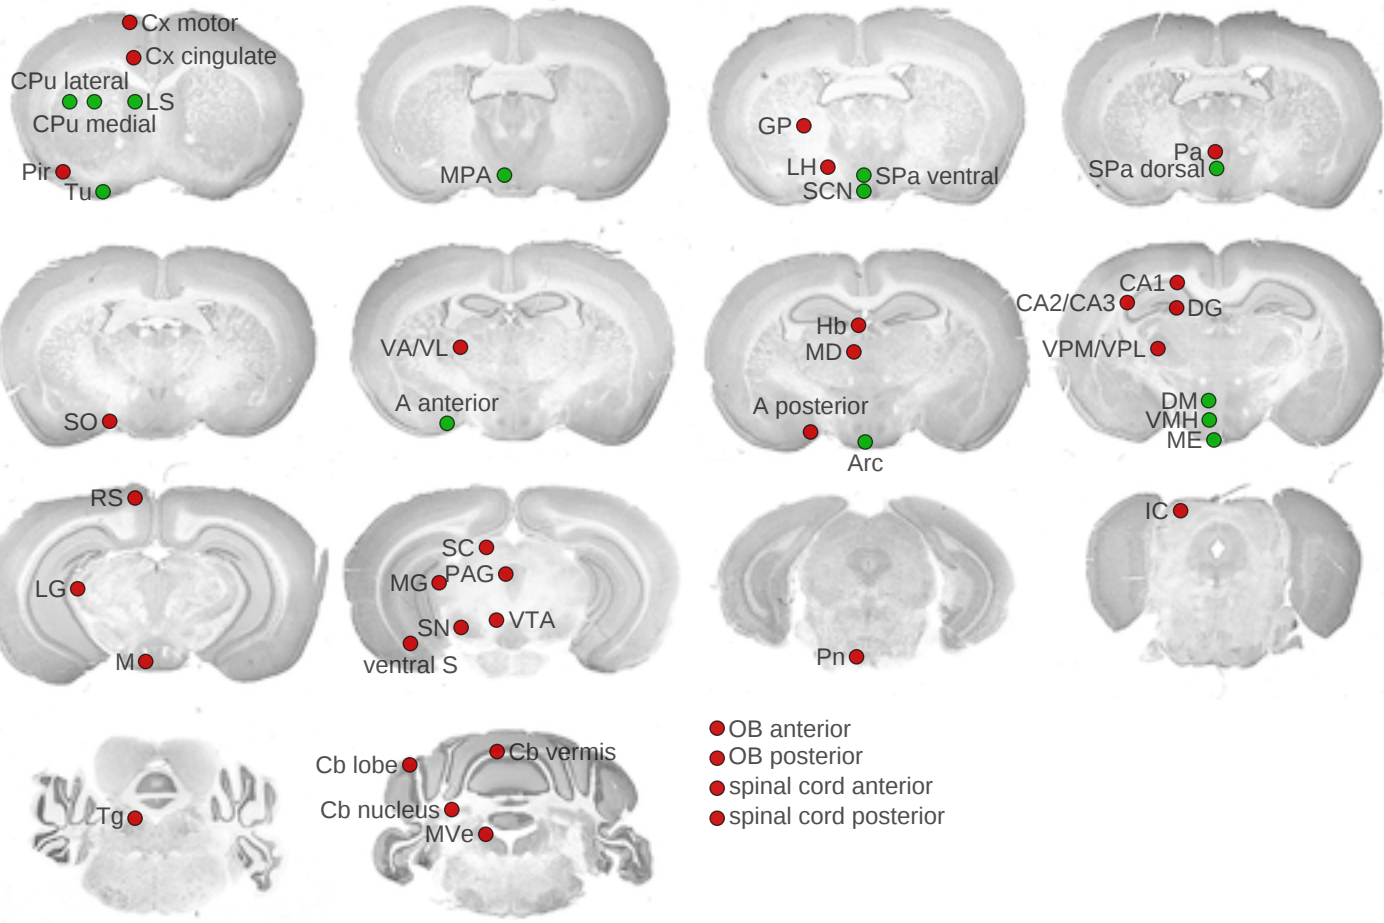 Cx motor
Cx cingulate
CPu lateral
LS
CPu medial
Pir
Tu
MPA
GP
LH
SPa ventral
SCN
Pa
SPa dorsal
SO
VA/VL
A anterior
Hb
MD
A posterior
Arc
CA1
CA2/CA3
DG
VPM/VPL
DM
VMH
ME
RS
LG
M
SC
MG
PAG
SN
VTA
ventral S
Pn
IC
Tg
Cb lobe
Cb vermis
Cb nucleus
MVe
OB anterior
OB posterior
spinal cord anterior
spinal cord posterior